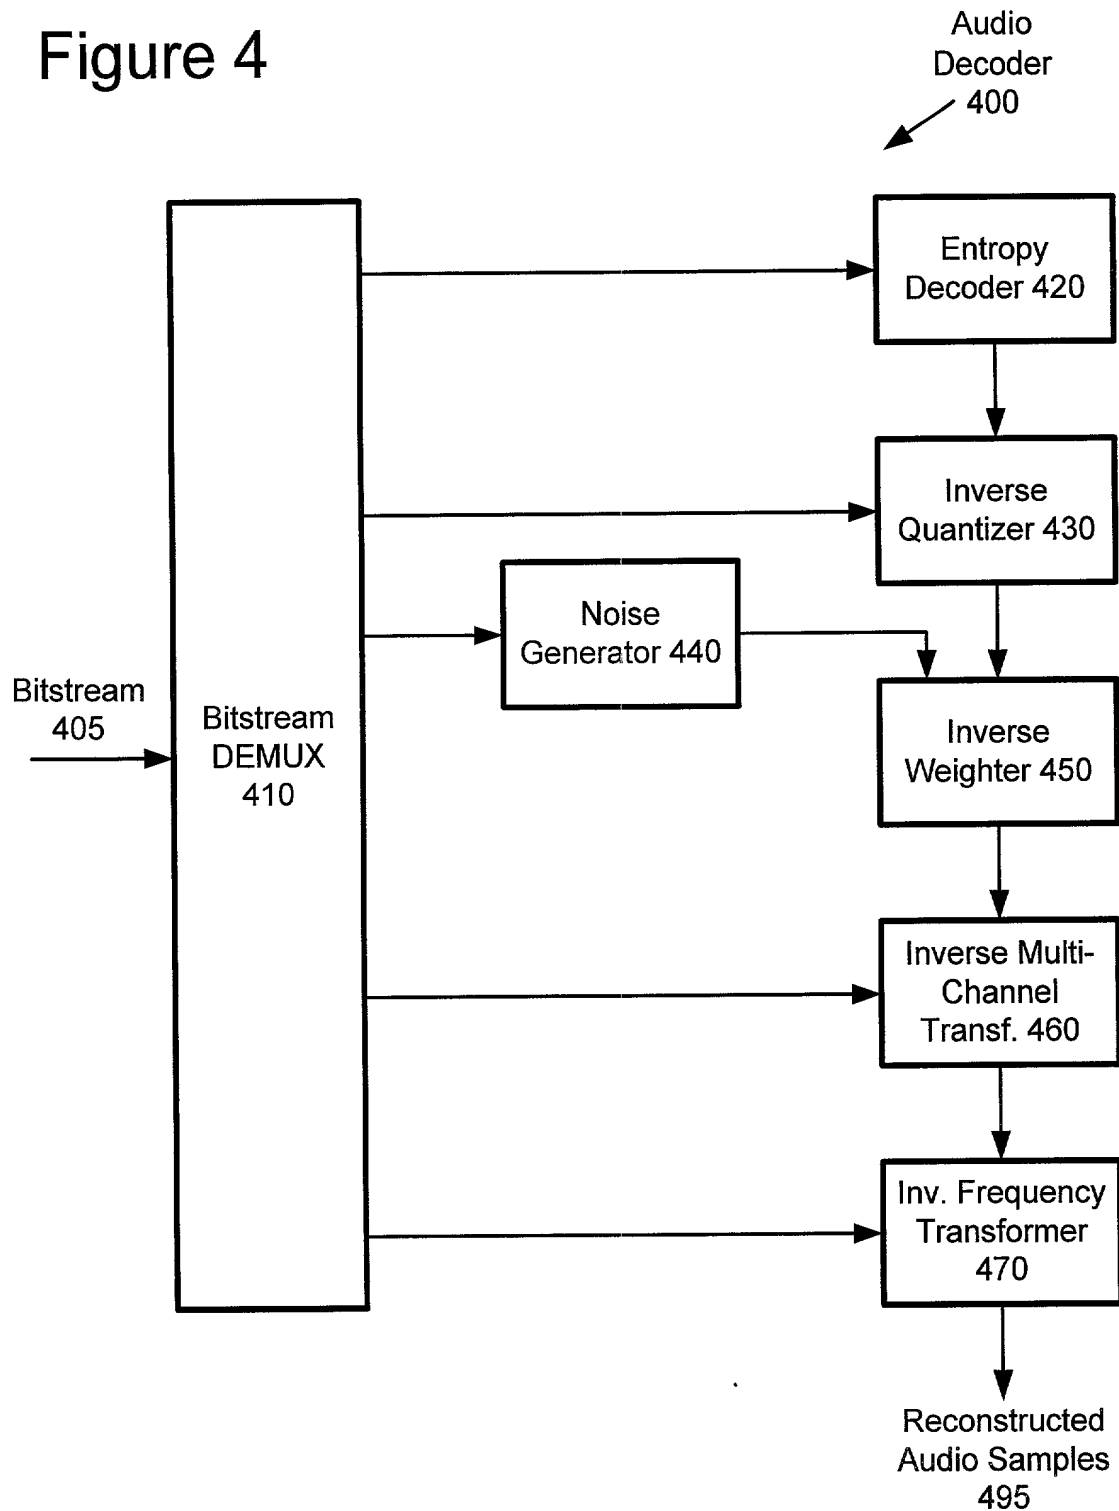 Figure 4
Audio
Decoder
400
Entropy
Decoder 420
Inverse
Quantizer 430
Noise
Generator 440
Bitstream
405
Bitstream
DEMUX
410
Inverse
Weighter 450
Inverse Multi-
Channel
Transf. 460
Inv. Frequency
Transformer
470
Reconstructed
Audio Samples
495